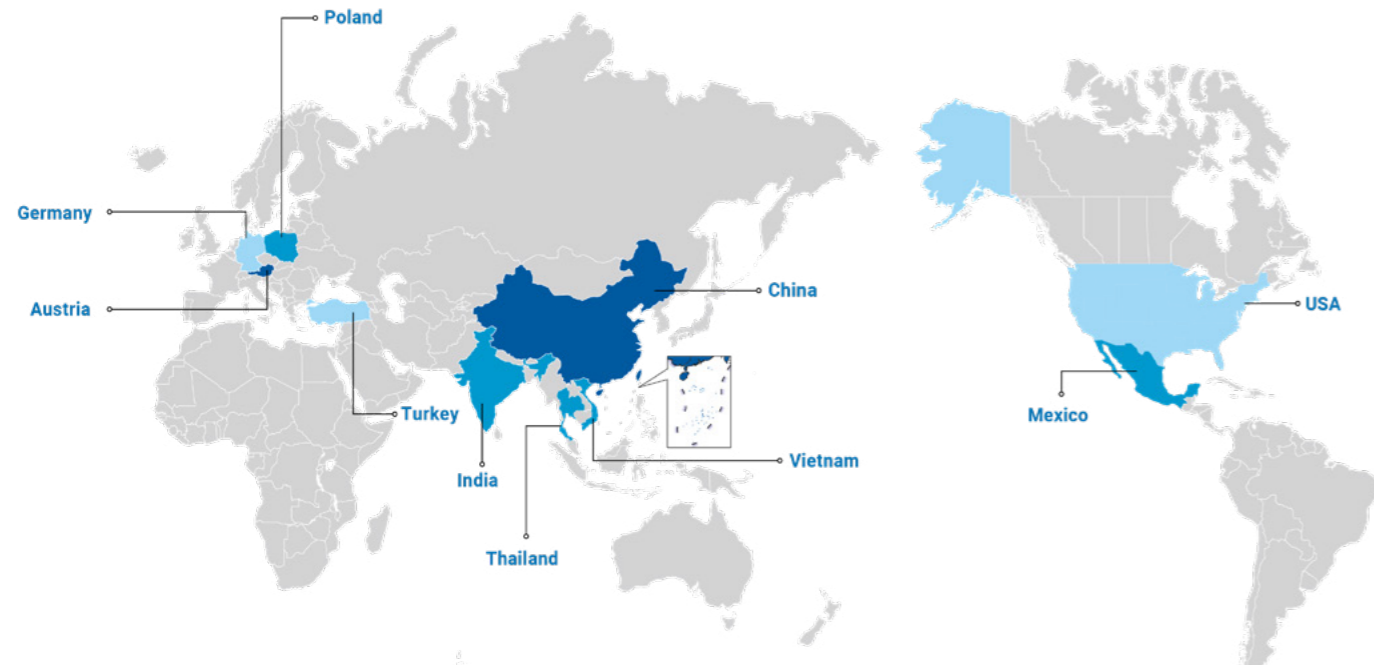 Poland
Germany
Austria
China
USA
Turkey
Mexico
India
Vietnam
Thailand